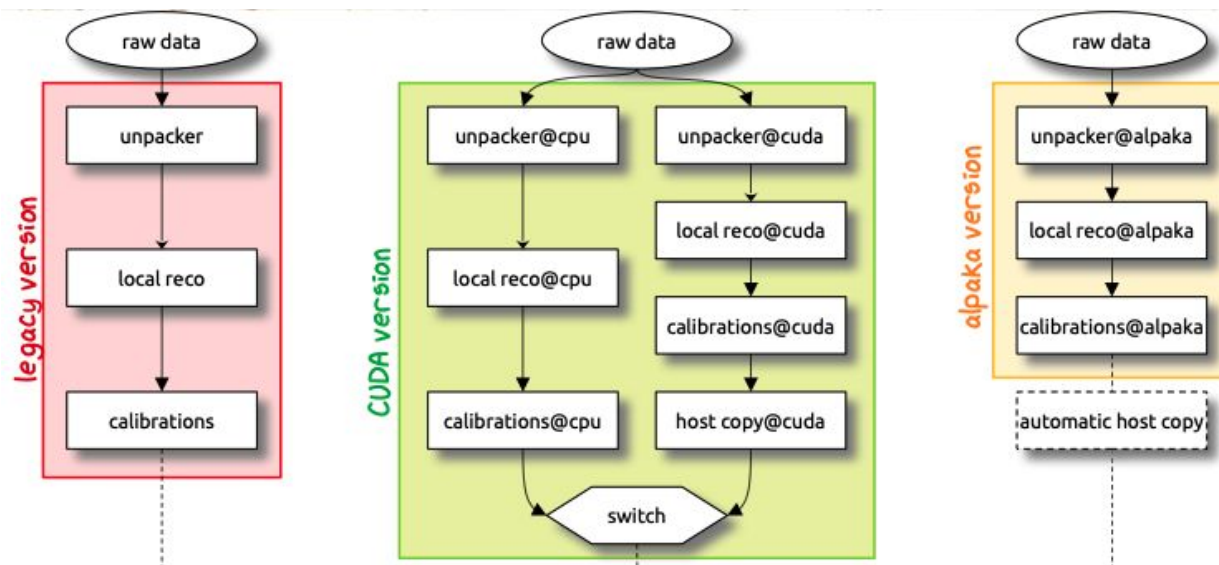 raw data
legacy version
unpacker
local reco
calibrations
raw data
CUDA version
unpacker@cpu
unpacker@cuda
local reco@cuda
local reco@cpu
calibrations@cuda
calibrations@cpu
host copy@cuda
switch
raw data
alpaka version
unpacker@alpaka
local reco@alpaka
calibrations@alpaka
automatic host copy